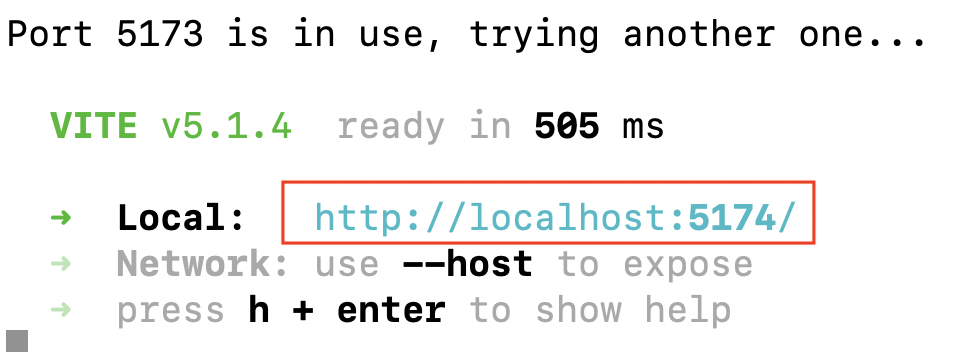 Port 5173 is in use, trying another one...
VITE v5.1.4 ready in 505 ms
➜ Local: http://localhost:5174/
➜ Network: use --host to expose
➜ press h + enter to show help